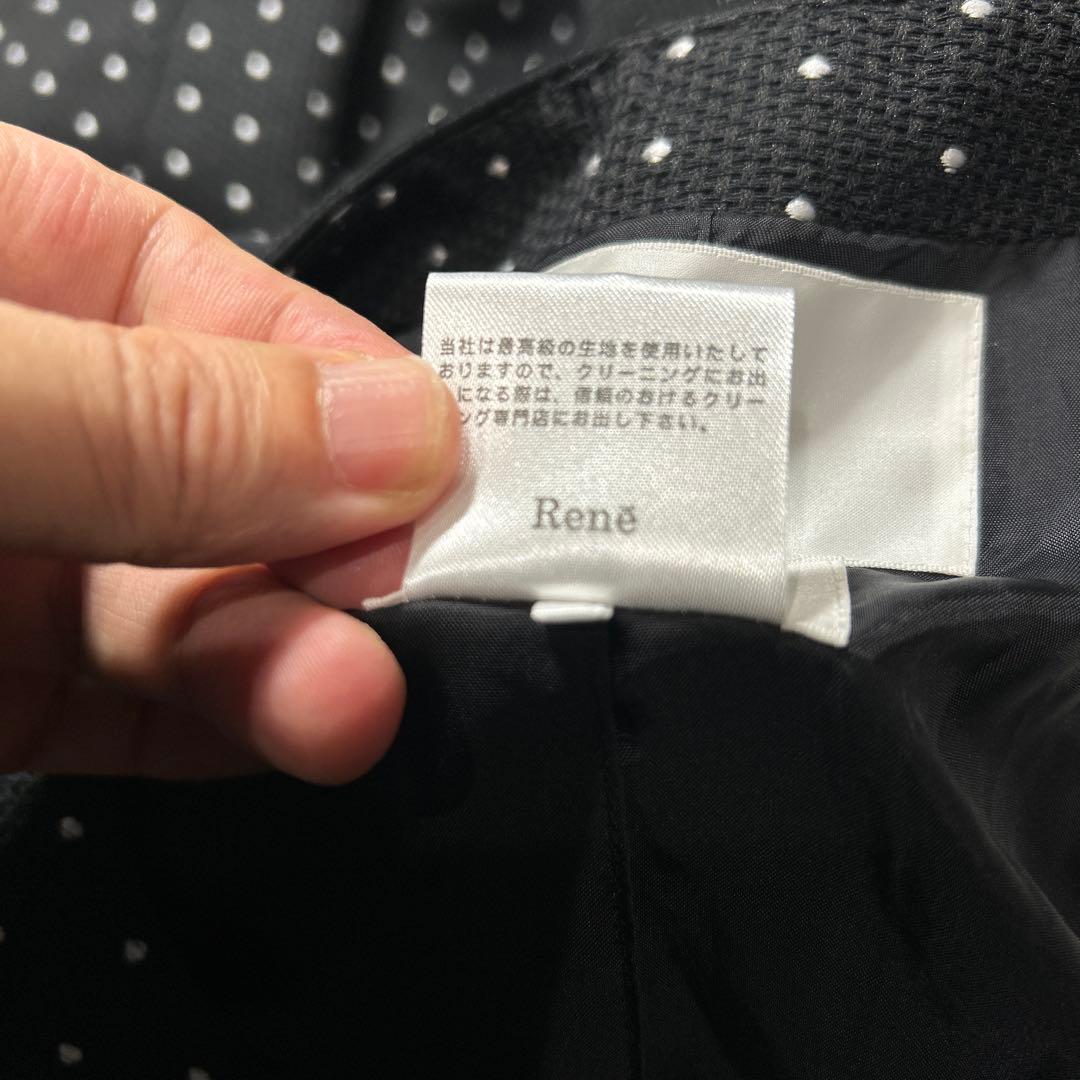 当社は最高級の生地を使用いたして
おりますので、クリーニングにお出
になる際は、信頼のおけるクリー
ング専門店にお出し下さい。
René